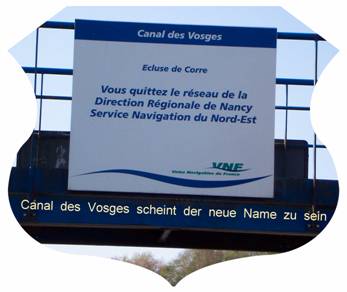 Canal des Vosges
Ecluse de Corre
Vous quittez le réseau de la
Direction Régionale de Nancy
Service Navigation du Nord-Est
VNF
Voies Navigables de France
Canal des Vosges scheint der neue Name zu sein